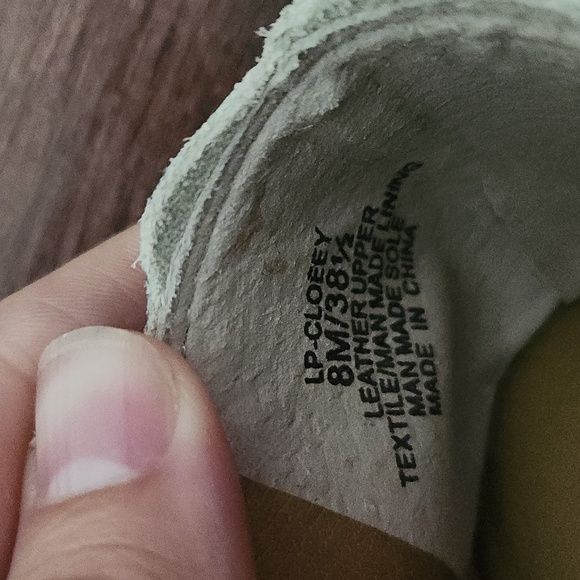 LP-CLOEEY
8M/38½
LEATHER UPPER
TEXTILE/MAN MADE LINING
MAN MADE SOLE
MADE IN CHINA